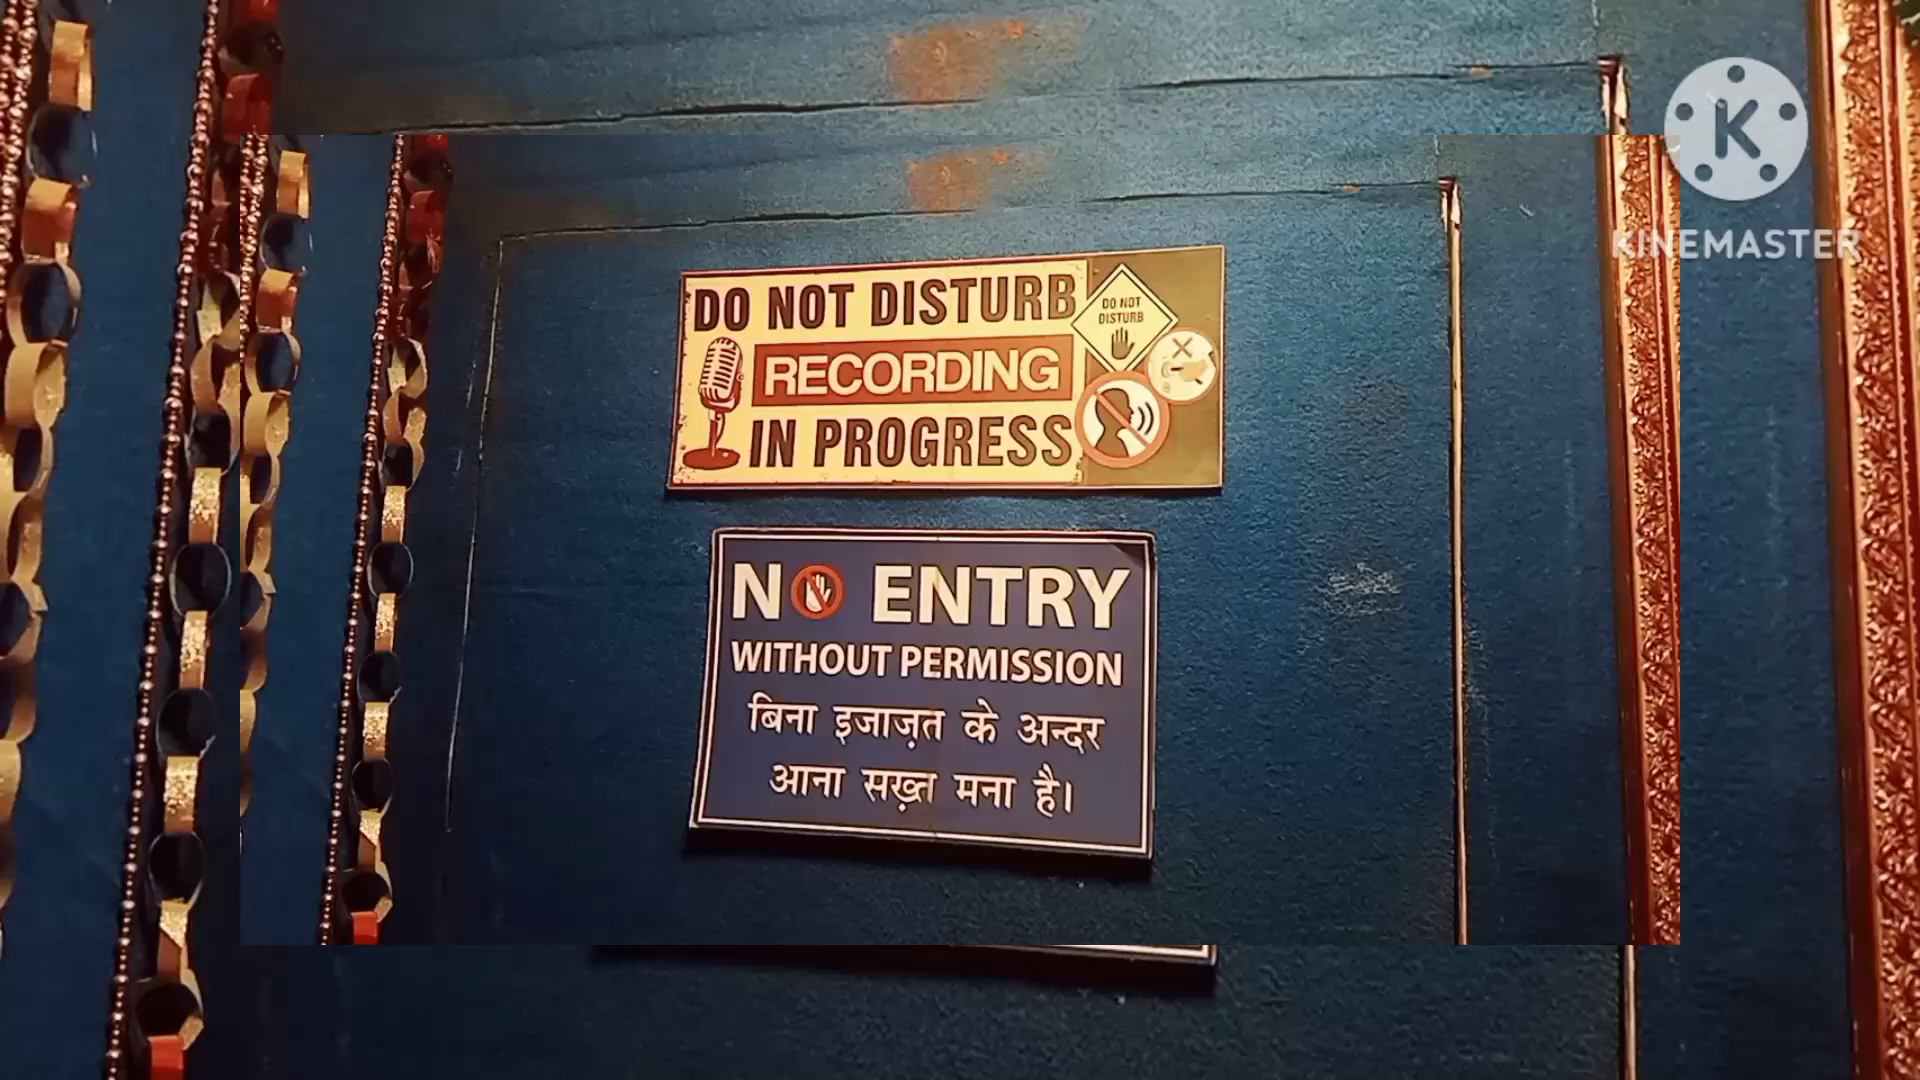 DO NOT DISTURB
RECORDING
IN PROGRESS
DO NOT
DISTURB
NO ENTRY
WITHOUT PERMISSION
बिना इजाज़त के अन्दर
आना सख़्त मना है।
K
KINEMASTER